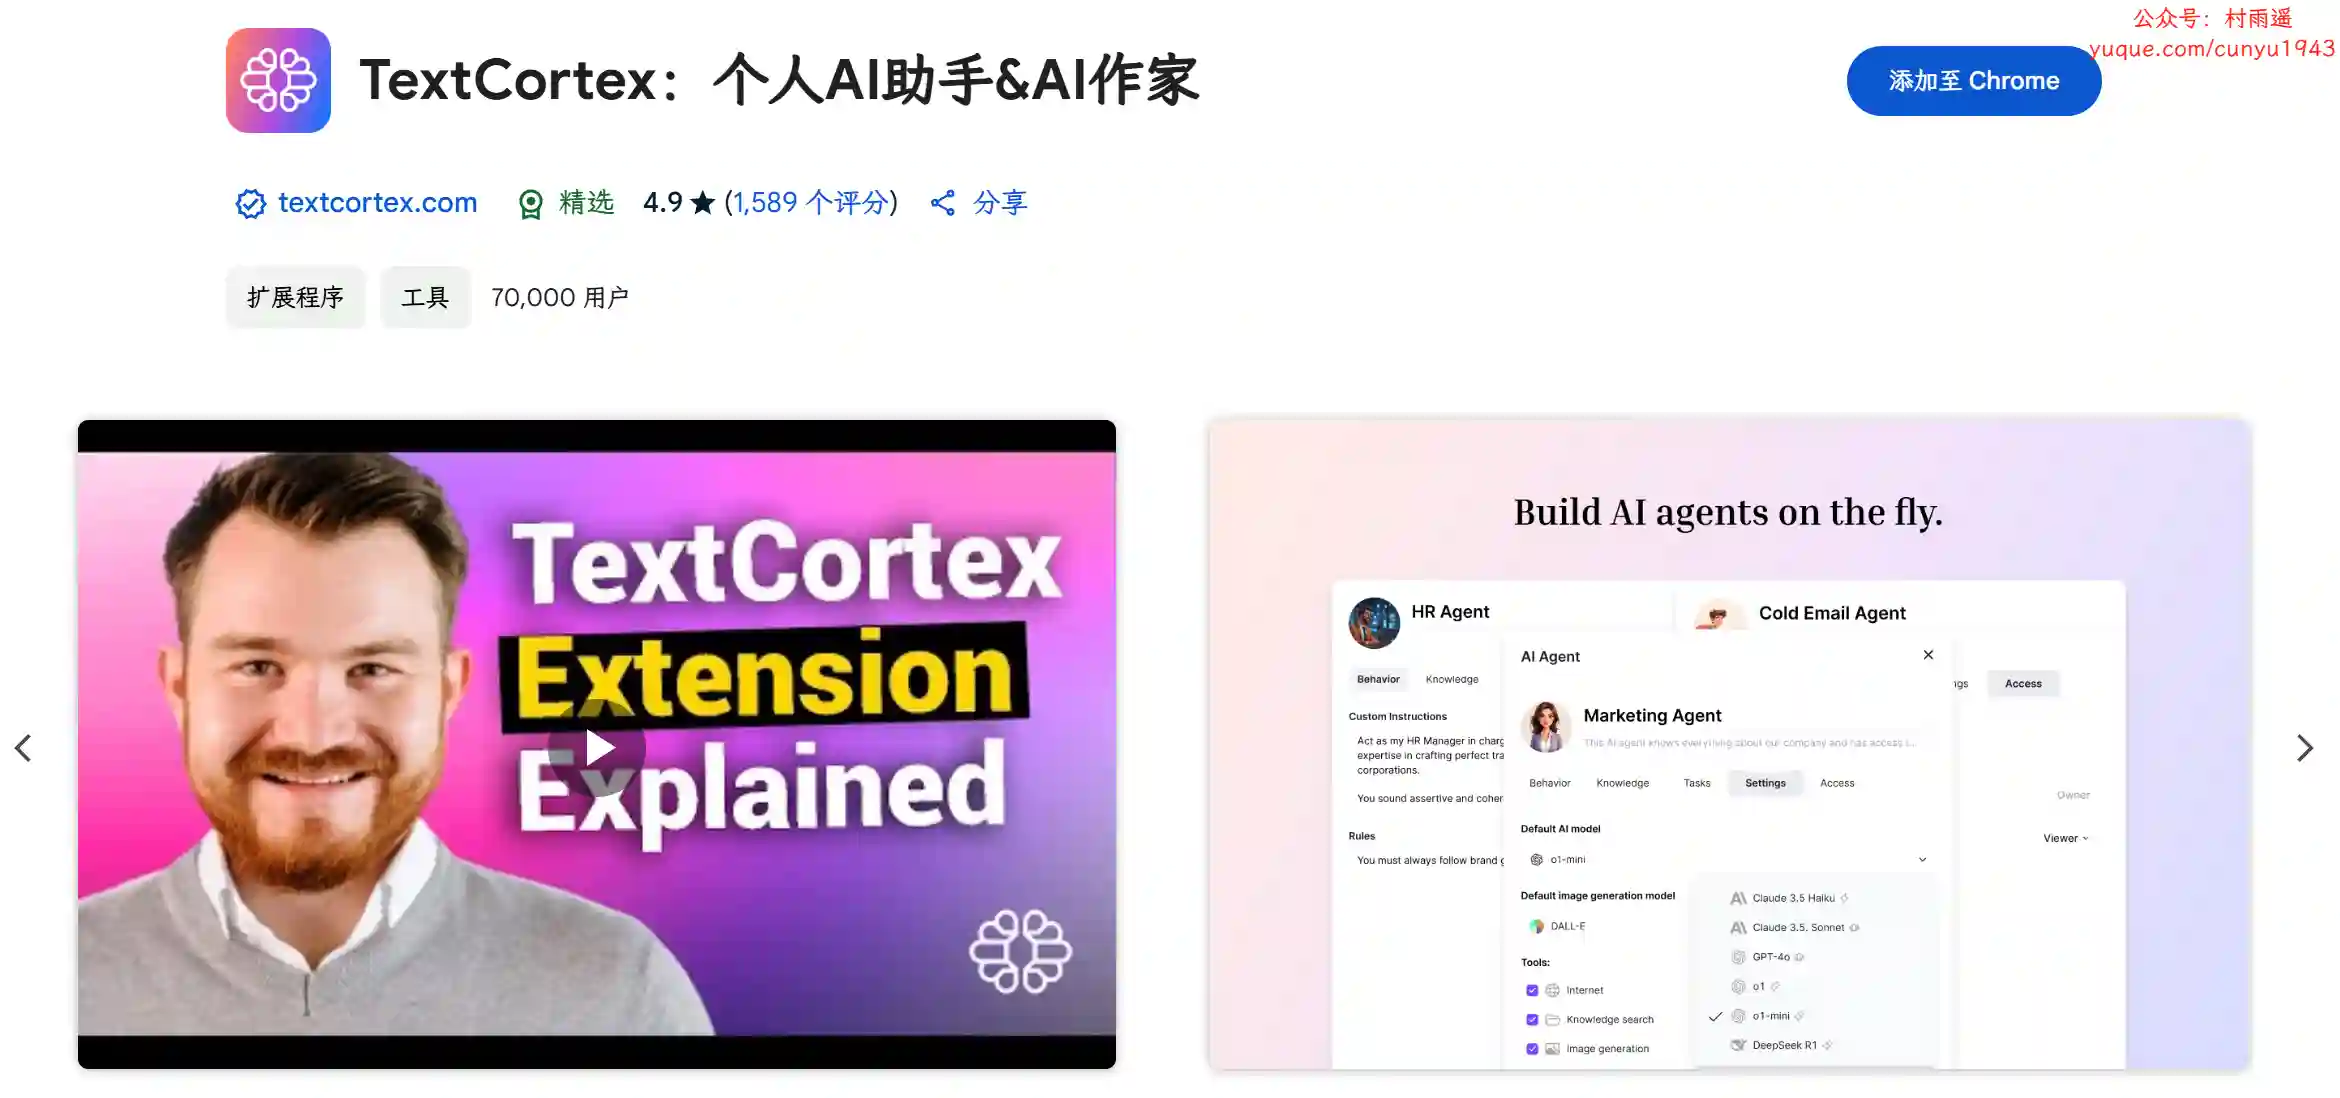 公众号：村雨遥
yuque.com/cunyu1943
TextCortex：个人AI助手&AI作家
添加至 Chrome
textcortex.com 精选 4.9★ (1,589 个评分) 分享
扩展程序 工具 70,000 用户
TextCortex
Extension
Explained
Build AI agents on the fly.
HR Agent
Cold Email Agent
AI Agent
Behavior Knowledge
Access
Custom Instructions
Marketing Agent
Act as my HR Manager in charg
This AI agent knows everything about our company and has access t...
expertise in crafting perfect tra
corporations.
Behavior Knowledge Tasks Settings Access
You sound assertive and coher
Owner
Rules
Default AI model
Viewer
You must always follow brand g
o1-mini
Default image generation model
DALL-E
Claude 3.5 Haiku
Claude 3.5. Sonnet
GPT-4o
o1
o1-mini
DeepSeek R1
Tools:
Internet
Knowledge search
Image generation